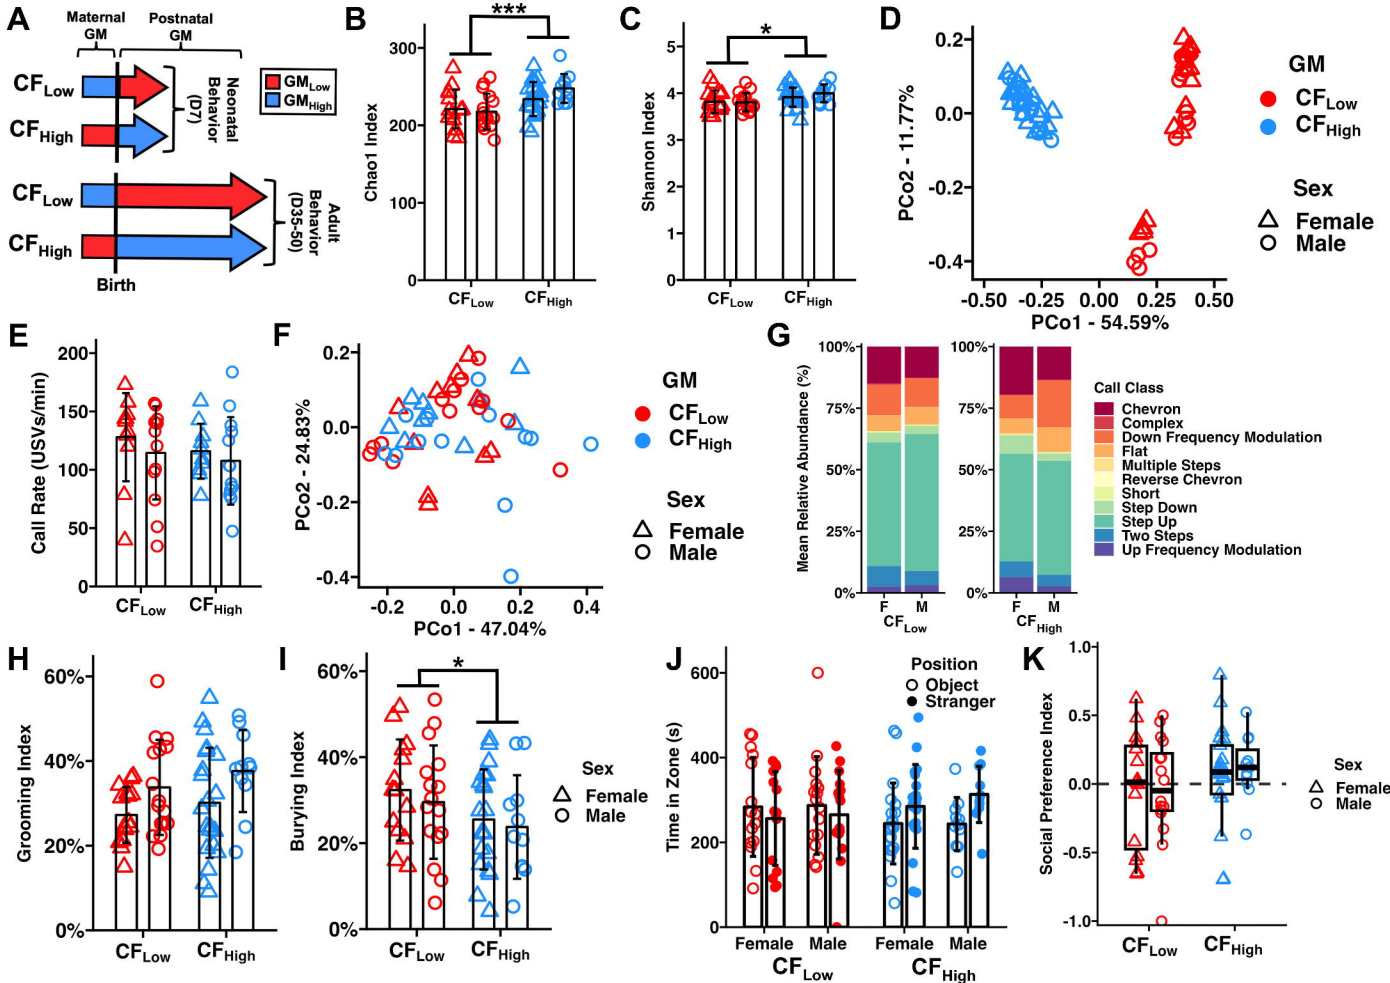 A
Maternal GM
Postnatal GM
CFLow
CFHigh
CFLow
CFHigh
Birth
Neonatal Behavior (D7)
Adult Behavior (D35-50)
GMLow
GMHigh
B
***
Chao1 Index
300
200
100
0
CFLow
CFHigh
C
*
Shannon Index
5
4
3
2
1
0
CFLow
CFHigh
D
PCo2 - 11.77%
0.2
0.0
-0.2
-0.4
-0.50 -0.25 0.00 0.25 0.50
PCo1 - 54.59%
GM
CFLow
CFHigh
Sex
Female
Male
E
Call Rate (USVs/min)
200
150
100
50
0
CFLow
CFHigh
F
PCo2 - 24.83%
0.2
0.0
-0.2
-0.4
-0.2 0.0 0.2 0.4
PCo1 - 47.04%
GM
CFLow
CFHigh
Sex
Female
Male
G
Mean Relative Abundance (%)
100%
75%
50%
25%
0%
F M
CFLow
100%
75%
50%
25%
0%
F M
CFHigh
Call Class
Chevron
Complex
Down Frequency Modulation
Flat
Multiple Steps
Reverse Chevron
Short
Step Down
Step Up
Two Steps
Up Frequency Modulation
H
Grooming Index
60%
40%
20%
0%
CFLow
CFHigh
I
*
Burying Index
60%
40%
20%
0%
CFLow
CFHigh
Sex
Female
Male
J
Time in Zone (s)
600
400
200
0
Position
Object
Stranger
Female Male Female Male
CFLow
CFHigh
K
Social Preference Index
1.0
0.5
0.0
-0.5
-1.0
CFLow
CFHigh
Sex
Female
Male